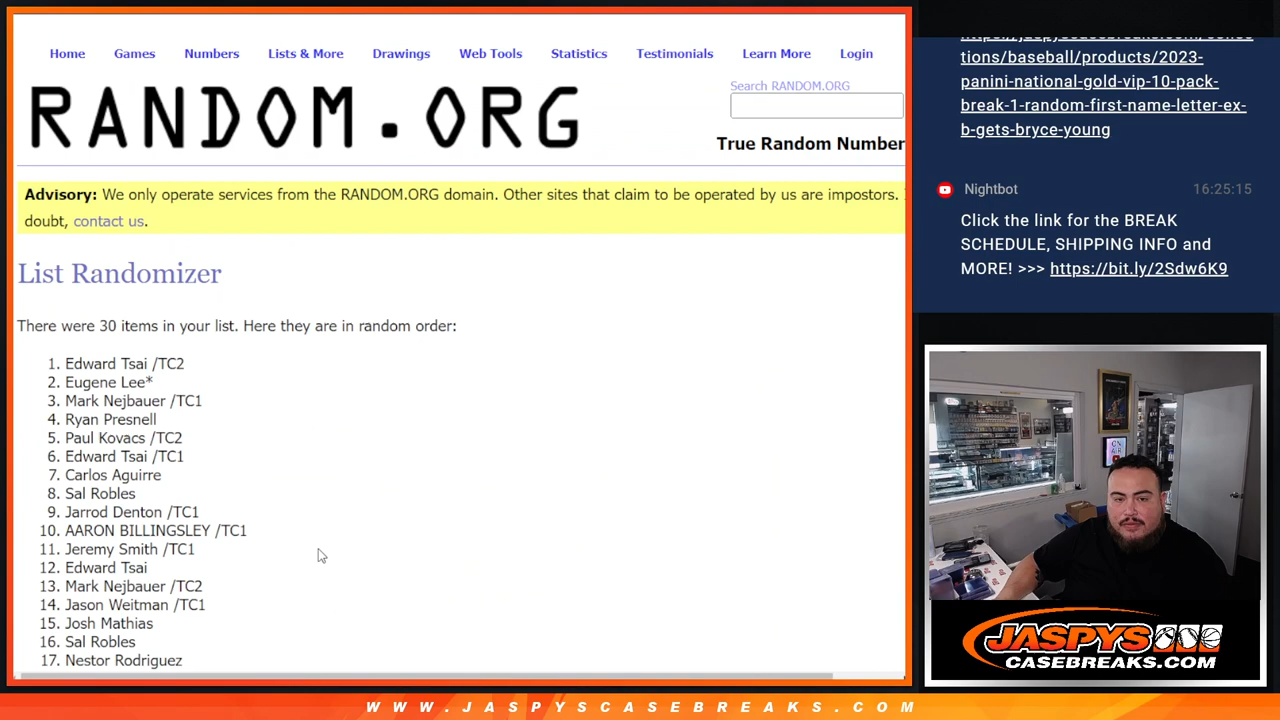 Home Games Numbers Lists & More Drawings Web Tools Statistics Testimonials Learn More Login
Search RANDOM.ORG
RANDOM.ORG
True Random Number
Advisory: We only operate services from the RANDOM.ORG domain. Other sites that claim to be operated by us are impostors.
doubt, contact us.
List Randomizer
There were 30 items in your list. Here they are in random order:
1. Edward Tsai /TC2
2. Eugene Lee*
3. Mark Nejbauer /TC1
4. Ryan Presnell
5. Paul Kovacs /TC2
6. Edward Tsai /TC1
7. Carlos Aguirre
8. Sal Robles
9. Jarrod Denton /TC1
10. AARON BILLINGSLEY /TC1
11. Jeremy Smith /TC1
12. Edward Tsai
13. Mark Nejbauer /TC2
14. Jason Weitman /TC1
15. Josh Mathias
16. Sal Robles
17. Nestor Rodriguez
tions/baseball/products/2023-
panini-national-gold-vip-10-pack-
break-1-random-first-name-letter-ex-
b-gets-bryce-young
Nightbot 16:25:15
Click the link for the BREAK
SCHEDULE, SHIPPING INFO and
MORE! >>> https://bit.ly/2Sdw6K9
ON
AIR
JASPYS
CASEBREAKS.COM
WWW.JASPYSCASEBREAKS.COM